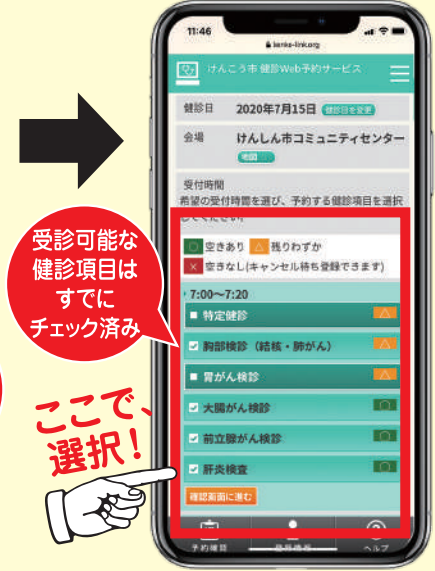 11:46
kenko-link.org
けんこう市 健診Web予約サービス
健診日 2020年7月15日 健診日を変更
会場 けんしん市コミュニティセンター
地図
受付時間
希望の受付時間を選び、予約する健診項目を選択
してください
空きあり 残りわずか
空きなし(キャンセル待ち登録できます)
7:00〜7:20
特定健診
胸部検診（結核・肺がん）
胃がん検診
大腸がん検診
前立腺がん検診
肝炎検査
確認画面に進む
予約確認
ヘルプ
受診可能な
健診項目は
すでに
チェック済み
ここで、
選択！